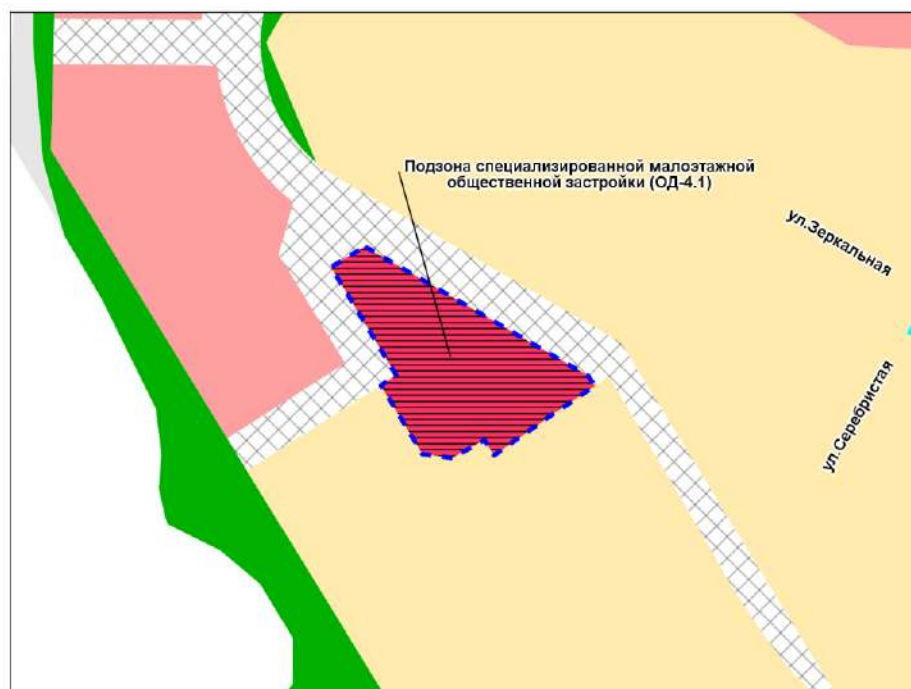 Подзона специализированной малоэтажной
общественной застройки (ОД-4.1)
ул.Зеркальная
ул.Серебристая